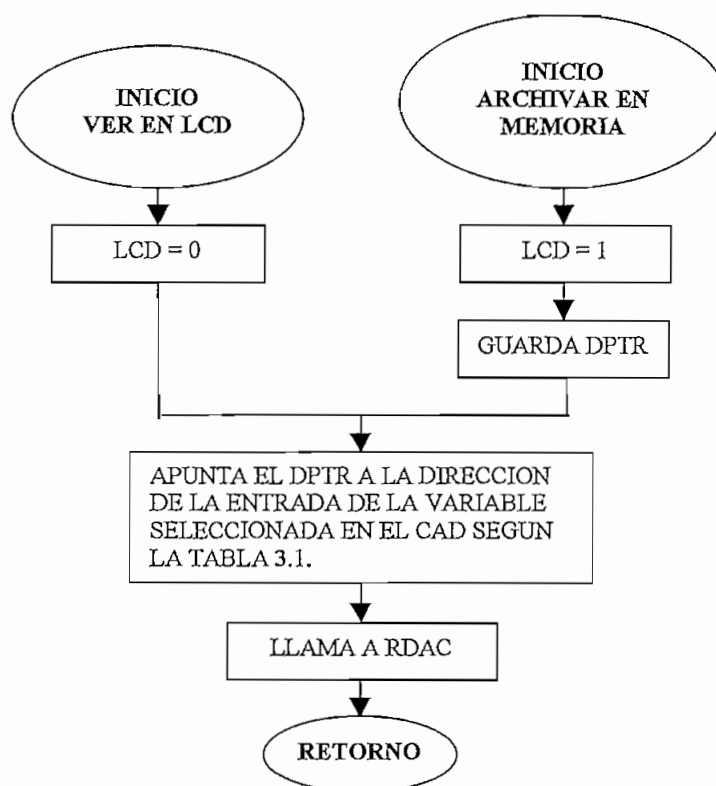 INICIO
VER EN LCD
INICIO
ARCHIVAR EN
MEMORIA
LCD = 0
LCD = 1
GUARDA DPTR
APUNTA EL DPTR A LA DIRECCION
DE LA ENTRADA DE LA VARIABLE
SELECCIONADA EN EL CAD SEGUN
LA TABLA 3.1.
LLAMA A RDAC
RETORNO